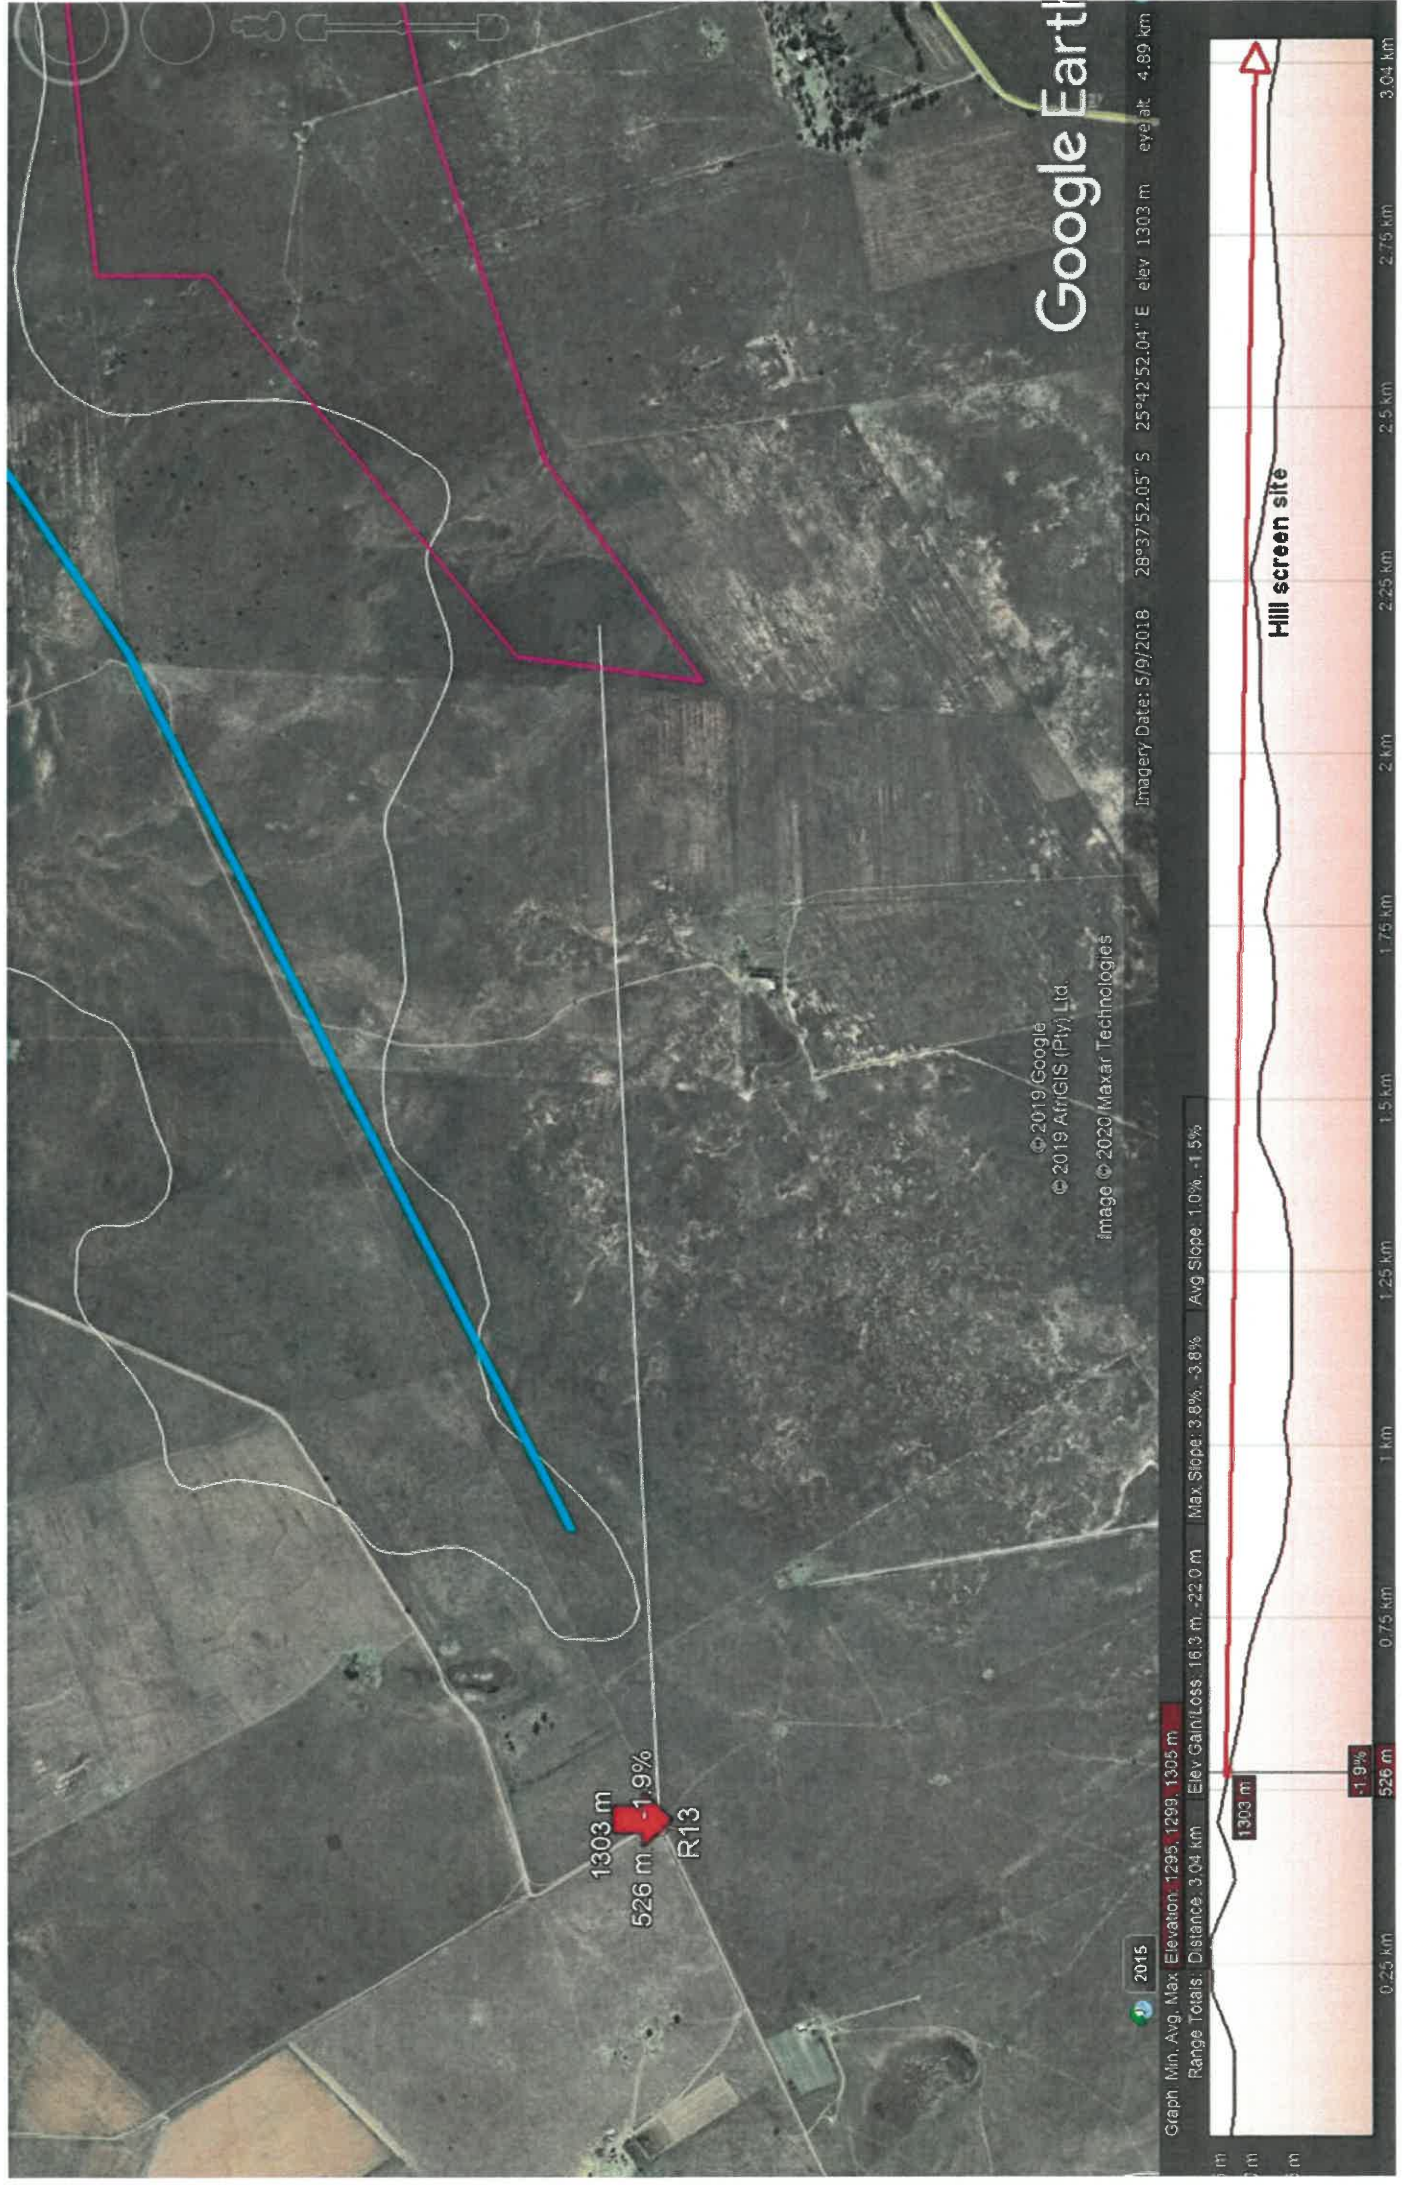 1303 m
526 m -1.9%
R13
© 2019 Google
© 2019 AfriGIS (Pty) Ltd.
Image © 2020 Maxar Technologies
Google Earth
2015
Imagery Date: 5/9/2018 28°37'52.05" S 25°42'52.04" E elev 1303 m eye alt 4.89 km
Graph: Min, Avg, Max Elevation: 1295, 1299, 1305 m
Range Totals: Distance: 3.04 km Elev Gain/Loss: 16.3 m, -22.0 m Max Slope: 3.8%, -3.8% Avg Slope: 1.0%, -1.5%
1303 m
Hill screen site
-1.9%
0.25 km 526 m 0.75 km 1 km 1.25 km 1.5 km 1.75 km 2 km 2.25 km 2.5 km 2.75 km 3.04 km